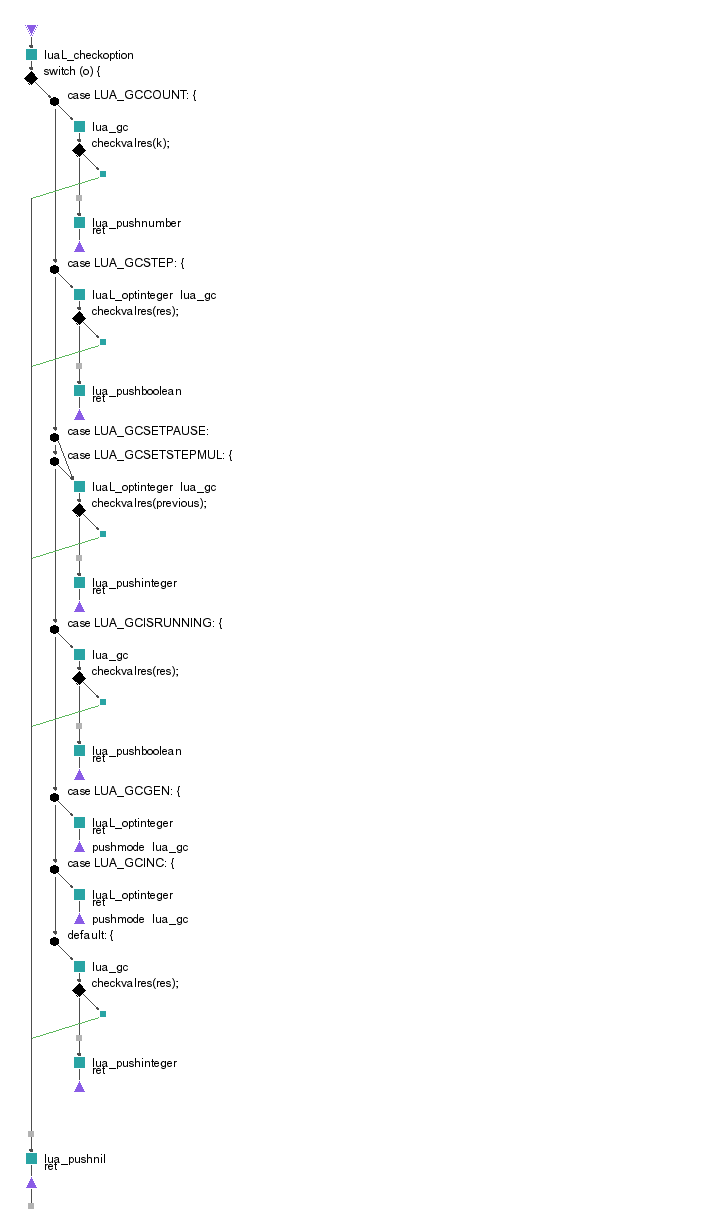 luaL_checkoption
switch (o) {
case LUA_GCCOUNT: {
lua_gc
checkvalres(k);
lua_pushnumber
ret
case LUA_GCSTEP: {
luaL_optinteger lua_gc
checkvalres(res);
lua_pushboolean
ret
case LUA_GCSETPAUSE:
case LUA_GCSETSTEPMUL: {
luaL_optinteger lua_gc
checkvalres(previous);
lua_pushinteger
ret
case LUA_GCISRUNNING: {
lua_gc
checkvalres(res);
lua_pushboolean
ret
case LUA_GCGEN: {
luaL_optinteger
ret
pushmode lua_gc
case LUA_GCINC: {
luaL_optinteger
ret
pushmode lua_gc
default: {
lua_gc
checkvalres(res);
lua_pushinteger
ret
lua_pushnil
ret